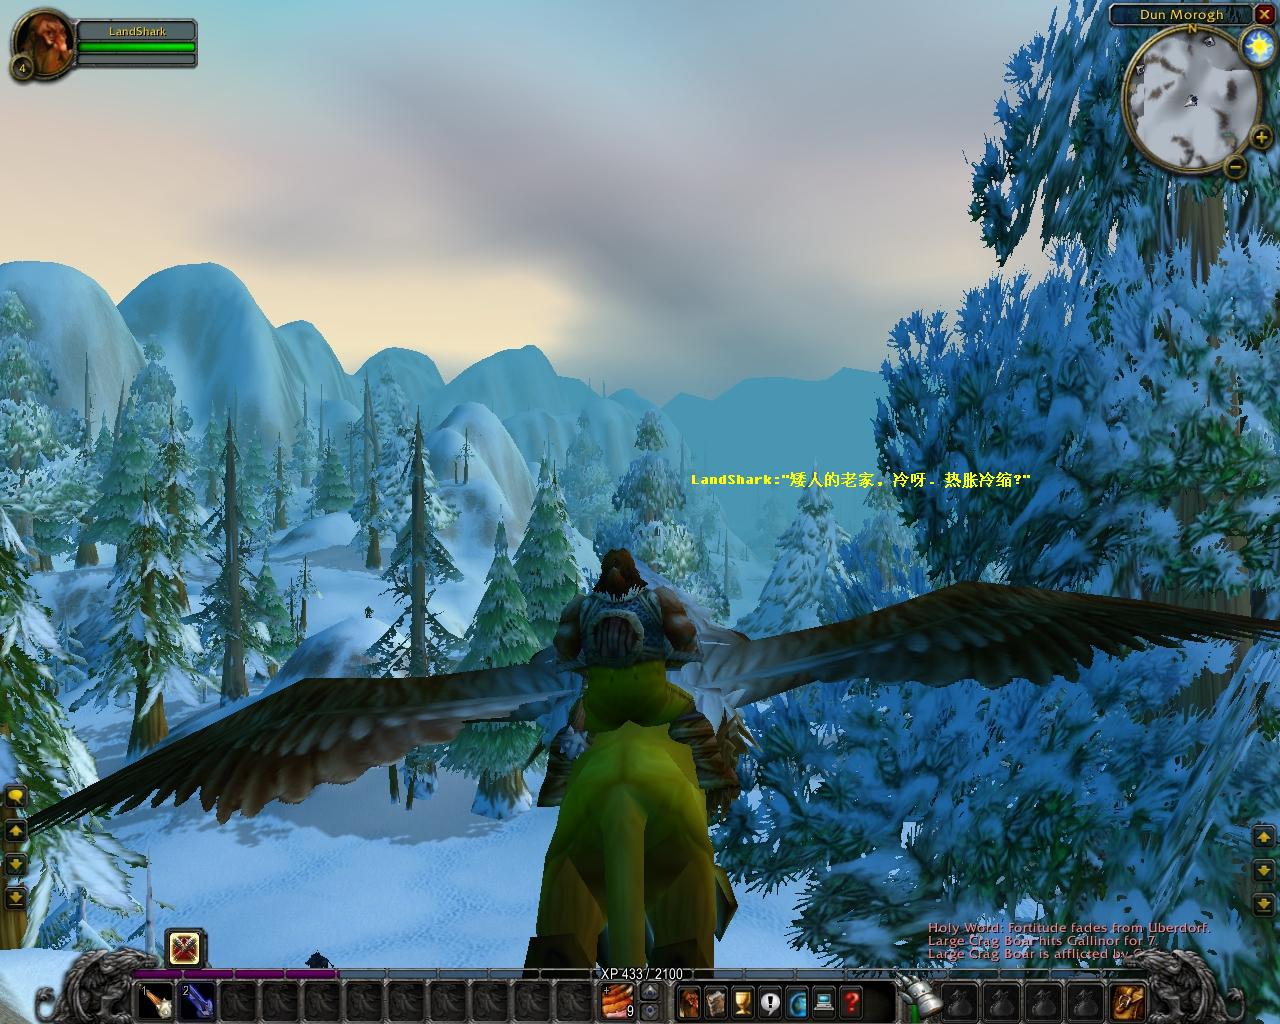 LandShark
4
Dun Morogh
N
LandShark:"矮人的老家，冷呀. 热胀冷缩?"
Holy Word: Fortitude fades from Uberdorf.
Large Crag Boar hits Gallinor for 7.
Large Crag Boar is afflicted by
XP 433 / 2100
1
2
9